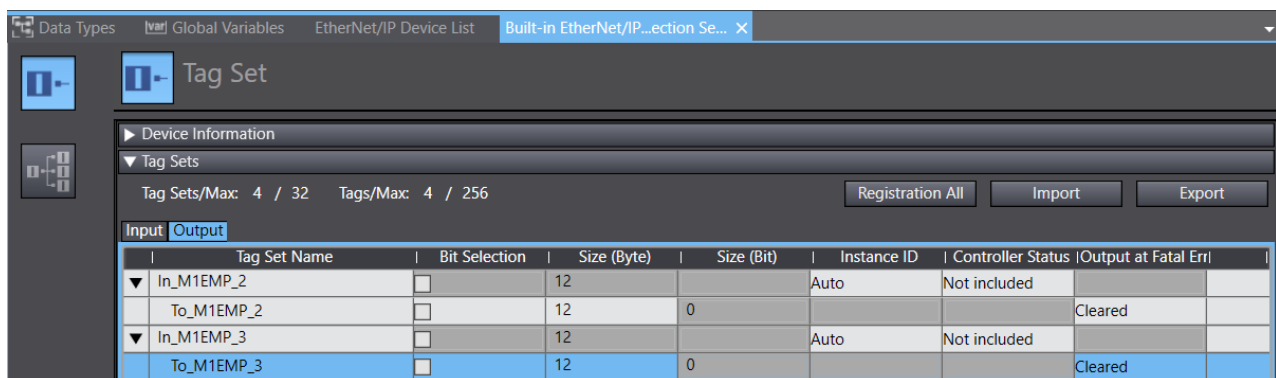 Data Types [var] Global Variables EtherNet/IP Device List Built-in EtherNet/IP...ection Se... X
Tag Set
Device Information
Tag Sets
Tag Sets/Max: 4 / 32 Tags/Max: 4 / 256 Registration All Import Export
Input Output
Tag Set Name | Bit Selection | Size (Byte) | Size (Bit) | Instance ID | Controller Status |Output at Fatal Err|
In_M1EMP_2 12 Auto Not included
To_M1EMP_2 12 0 Cleared
In_M1EMP_3 12 Auto Not included
To_M1EMP_3 12 0 Cleared